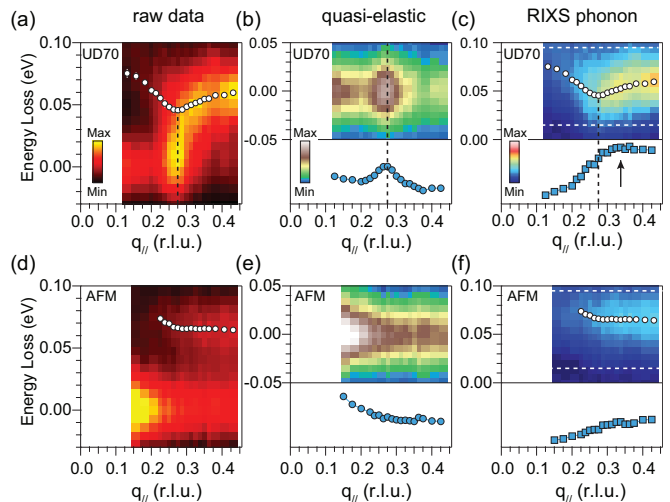 (a) raw data
(b) quasi-elastic
(c) RIXS phonon
0.10
UD70
0.05
0.00
Max
Min
Energy Loss (eV)
0.0 0.1 0.2 0.3 0.4
q// (r.l.u.)
0.05
UD70
0.00
-0.05
Max
Min
0.0 0.1 0.2 0.3 0.4
q// (r.l.u.)
0.10
UD70
0.05
0.00
Max
Min
0.0 0.1 0.2 0.3 0.4
q// (r.l.u.)
(d)
0.10
AFM
0.05
0.00
Energy Loss (eV)
0.0 0.1 0.2 0.3 0.4
q// (r.l.u.)
(e)
0.05
AFM
0.00
-0.05
0.0 0.1 0.2 0.3 0.4
q// (r.l.u.)
(f)
0.10
AFM
0.05
0.00
0.0 0.1 0.2 0.3 0.4
q// (r.l.u.)